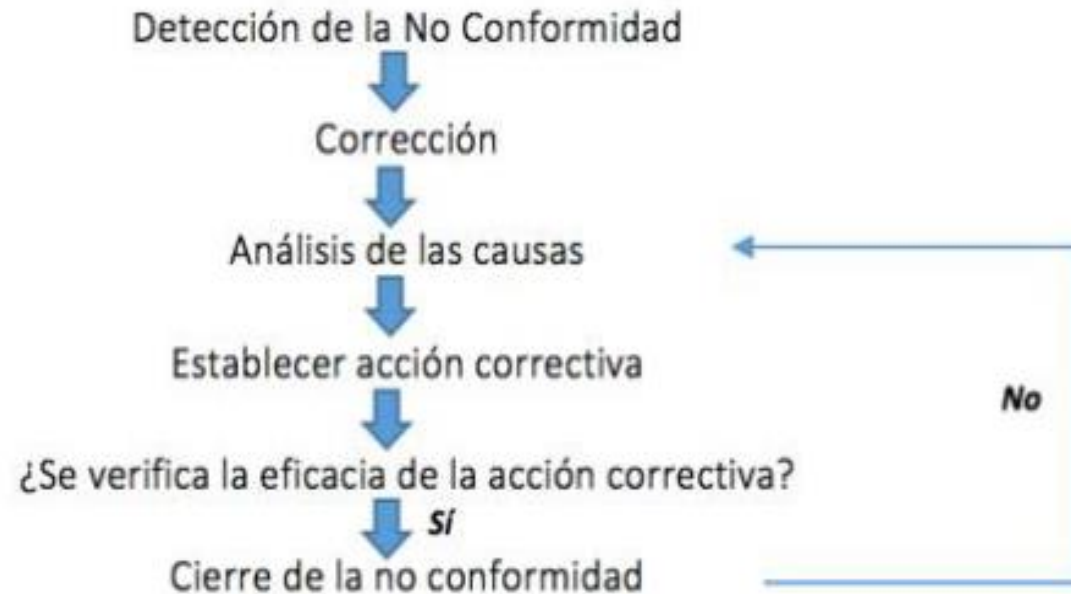 Detección de la No Conformidad
Corrección
Análisis de las causas
Establecer acción correctiva
No
¿Se verifica la eficacia de la acción correctiva?
Sí
Cierre de la no conformidad